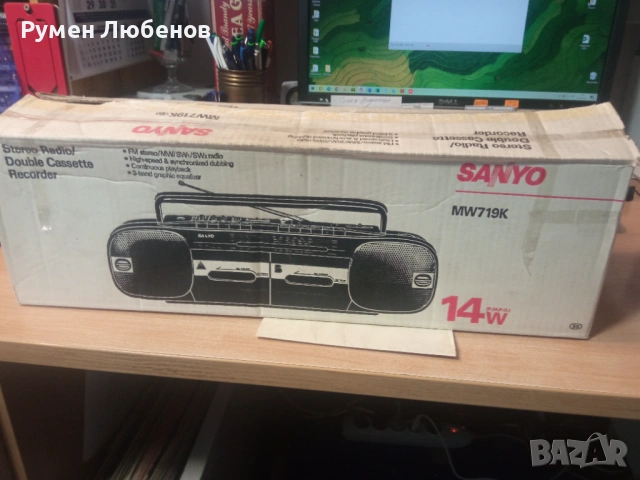 Румен Любенов
MW719K
SANYO
Stereo Radio/
Double Cassette
Recorder
Stereo Radio/
Double Cassette
Recorder
• FM stereo/MW/SW1/SW2 radio
• High-speed & synchronized dubbing
• Continuous playback
• 3-band graphic equalizer
SANYO
MW719K
SANYO
14W
BAZAR